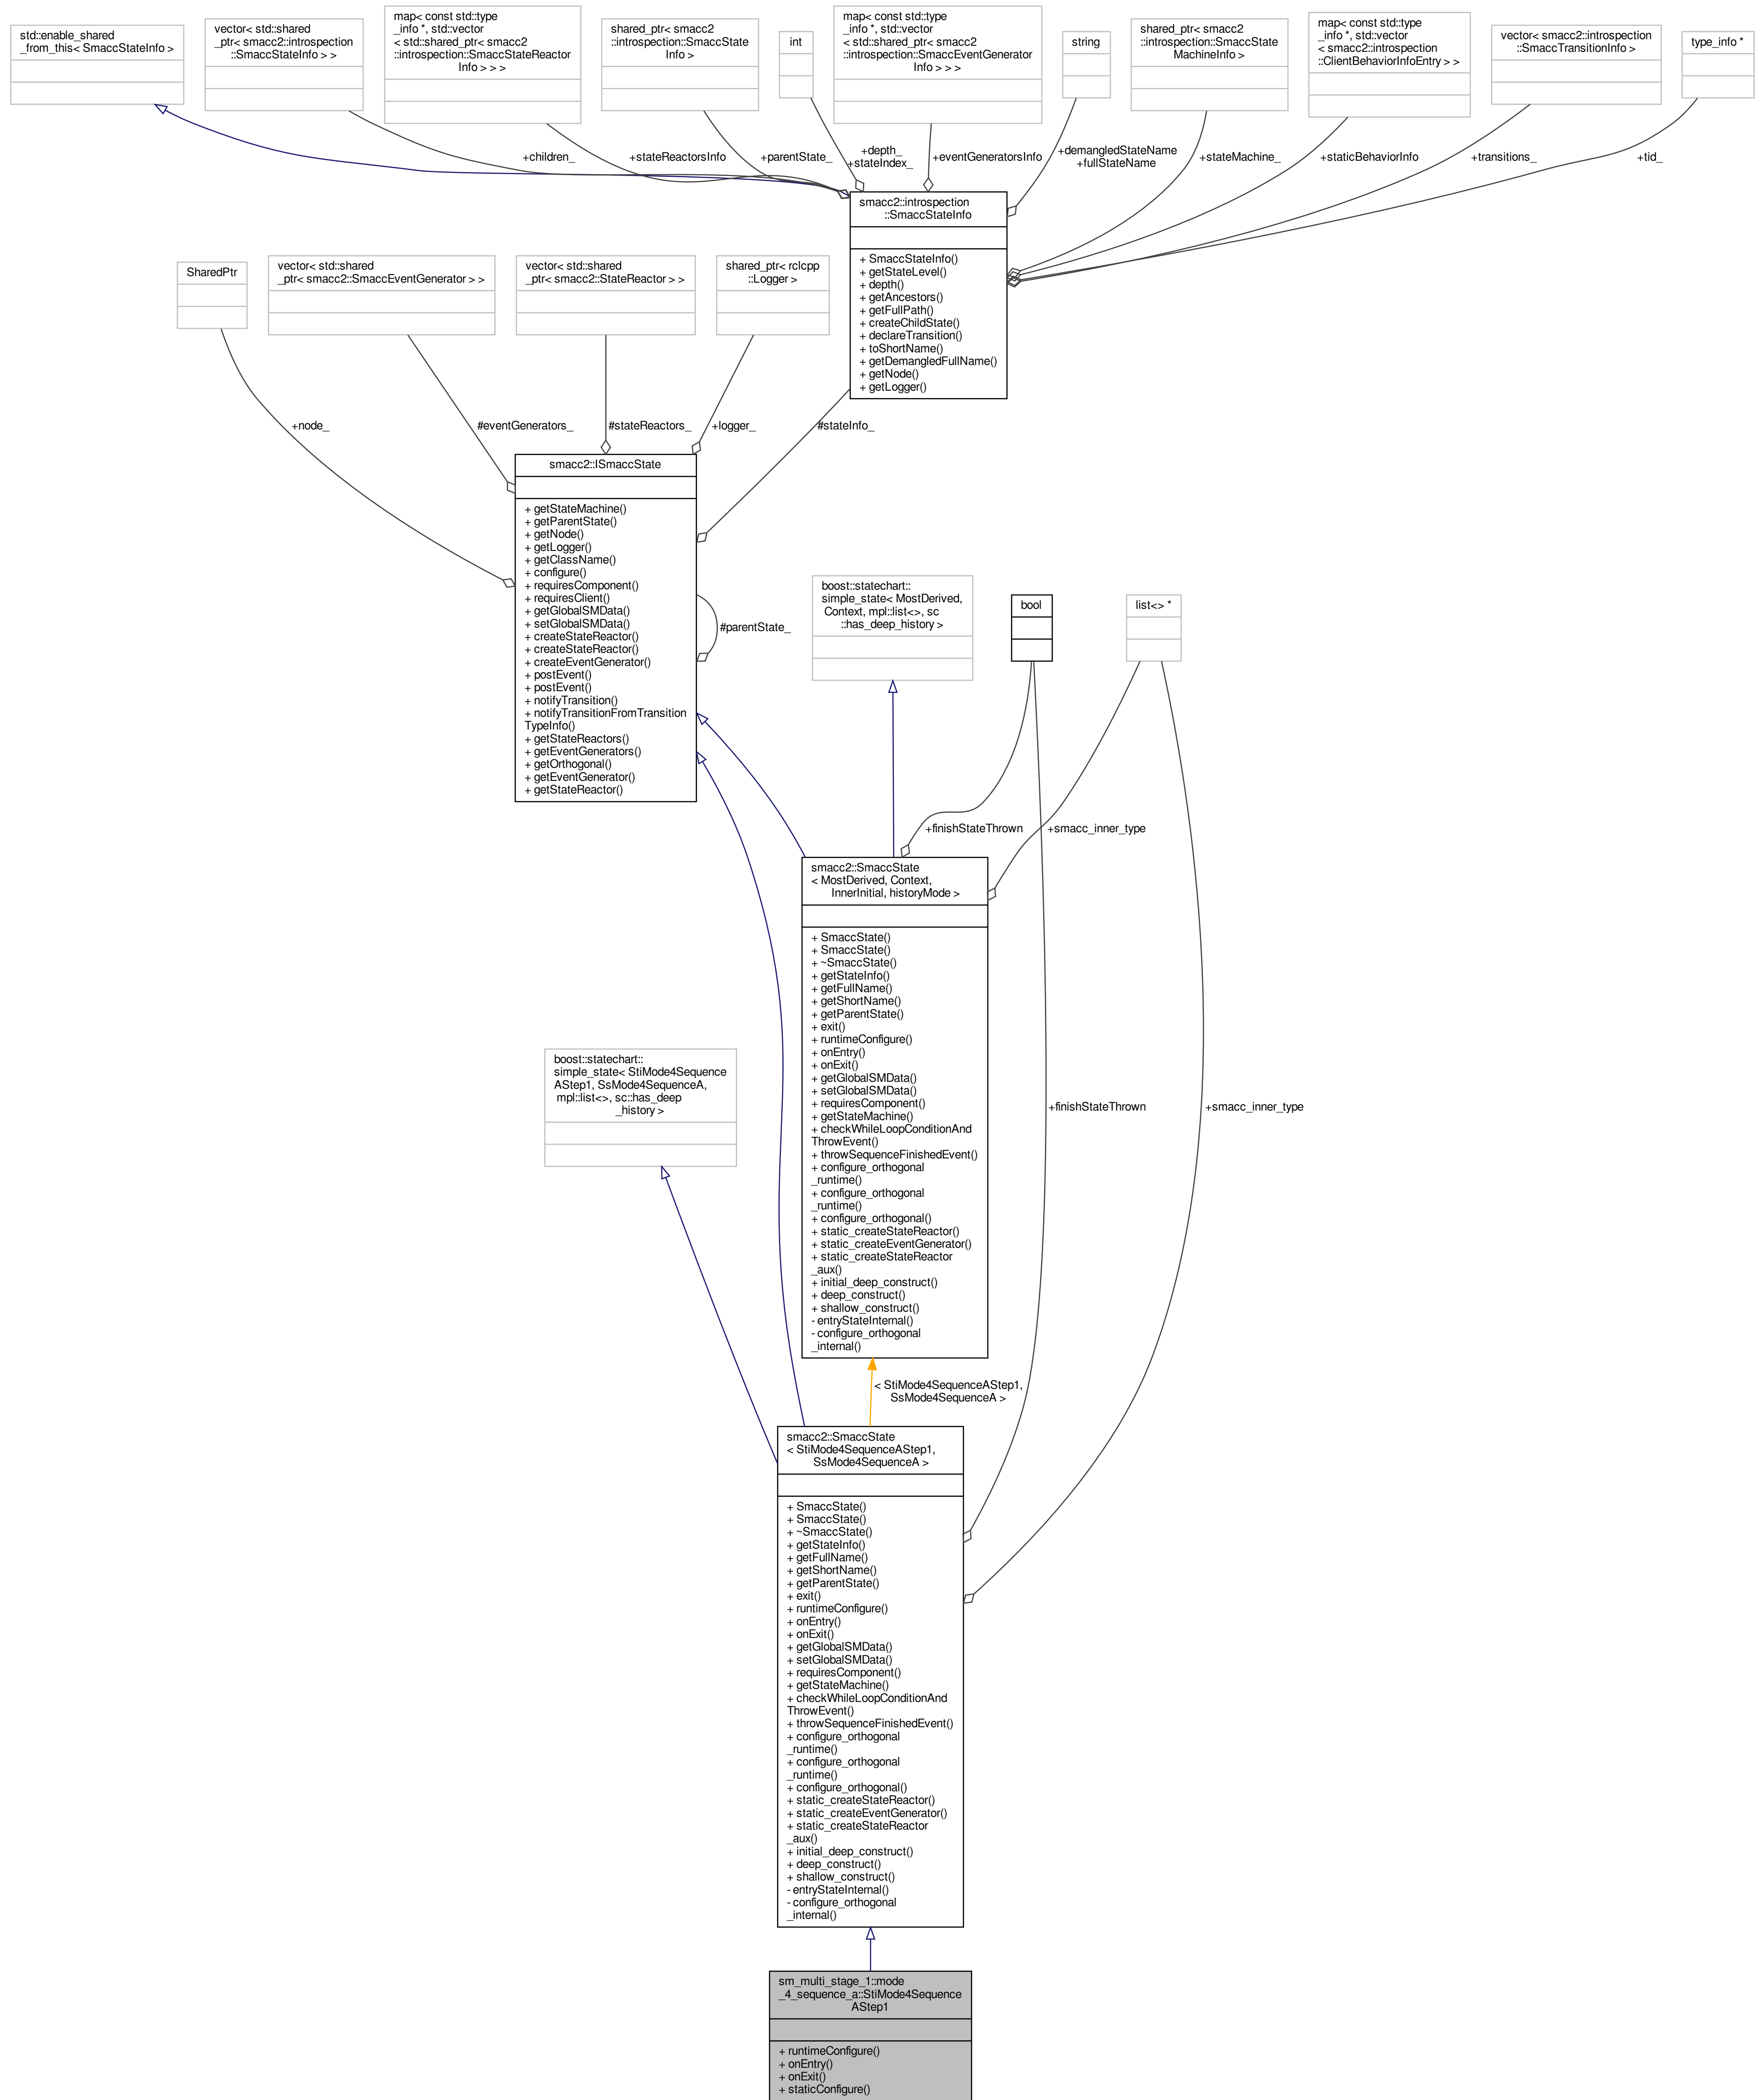 std::enable_shared
_from_this< SmaccStateInfo >
vector< std::shared
_ptr< smacc2::introspection
::SmaccStateInfo > >
map< const std::type
_info *, std::vector
< std::shared_ptr< smacc2
::introspection::SmaccStateReactor
Info > > >
shared_ptr< smacc2
::introspection::SmaccState
Info >
int
map< const std::type
_info *, std::vector
< std::shared_ptr< smacc2
::introspection::SmaccEventGenerator
Info > > >
string
shared_ptr< smacc2
::introspection::SmaccState
MachineInfo >
map< const std::type
_info *, std::vector
< smacc2::introspection
::ClientBehaviorInfoEntry > >
vector< smacc2::introspection
::SmaccTransitionInfo >
type_info *
+children_
+stateReactorsInfo
+parentState_
+depth_
+stateIndex_
+eventGeneratorsInfo
+demangledStateName
+fullStateName
+stateMachine_
+staticBehaviorInfo
+transitions_
+tid_
smacc2::introspection
::SmaccStateInfo
+ SmaccStateInfo()
+ getStateLevel()
+ depth()
+ getAncestors()
+ getFullPath()
+ createChildState()
+ declareTransition()
+ toShortName()
+ getDemangledFullName()
+ getNode()
+ getLogger()
SharedPtr
vector< std::shared
_ptr< smacc2::SmaccEventGenerator > >
vector< std::shared
_ptr< smacc2::StateReactor > >
shared_ptr< rclcpp
::Logger >
+node_
#eventGenerators_
#stateReactors_
+logger_
#stateInfo_
smacc2::ISmaccState
+ getStateMachine()
+ getParentState()
+ getNode()
+ getLogger()
+ getClassName()
+ configure()
+ requiresComponent()
+ requiresClient()
+ getGlobalSMData()
+ setGlobalSMData()
+ createStateReactor()
+ createStateReactor()
+ createEventGenerator()
+ postEvent()
+ postEvent()
+ notifyTransition()
+ notifyTransitionFromTransition
TypeInfo()
+ getStateReactors()
+ getEventGenerators()
+ getOrthogonal()
+ getEventGenerator()
+ getStateReactor()
#parentState_
boost::statechart::
simple_state< MostDerived,
Context, mpl::list<>, sc
::has_deep_history >
bool
list<> *
+finishStateThrown
+smacc_inner_type
smacc2::SmaccState
< MostDerived, Context,
InnerInitial, historyMode >
+ SmaccState()
+ SmaccState()
+ ~SmaccState()
+ getStateInfo()
+ getFullName()
+ getShortName()
+ getParentState()
+ exit()
+ runtimeConfigure()
+ onEntry()
+ onExit()
+ getGlobalSMData()
+ setGlobalSMData()
+ requiresComponent()
+ getStateMachine()
+ checkWhileLoopConditionAnd
ThrowEvent()
+ throwSequenceFinishedEvent()
+ configure_orthogonal
_runtime()
+ configure_orthogonal
_runtime()
+ configure_orthogonal()
+ static_createStateReactor()
+ static_createEventGenerator()
+ static_createStateReactor
_aux()
+ initial_deep_construct()
+ deep_construct()
+ shallow_construct()
- entryStateInternal()
- configure_orthogonal
_internal()
boost::statechart::
simple_state< StiMode4Sequence
AStep1, SsMode4SequenceA,
mpl::list<>, sc::has_deep
_history >
+finishStateThrown
+smacc_inner_type
< StiMode4SequenceAStep1,
SsMode4SequenceA >
smacc2::SmaccState
< StiMode4SequenceAStep1,
SsMode4SequenceA >
+ SmaccState()
+ SmaccState()
+ ~SmaccState()
+ getStateInfo()
+ getFullName()
+ getShortName()
+ getParentState()
+ exit()
+ runtimeConfigure()
+ onEntry()
+ onExit()
+ getGlobalSMData()
+ setGlobalSMData()
+ requiresComponent()
+ getStateMachine()
+ checkWhileLoopConditionAnd
ThrowEvent()
+ throwSequenceFinishedEvent()
+ configure_orthogonal
_runtime()
+ configure_orthogonal
_runtime()
+ configure_orthogonal()
+ static_createStateReactor()
+ static_createEventGenerator()
+ static_createStateReactor
_aux()
+ initial_deep_construct()
+ deep_construct()
+ shallow_construct()
- entryStateInternal()
- configure_orthogonal
_internal()
sm_multi_stage_1::mode
_4_sequence_a::StiMode4Sequence
AStep1
+ runtimeConfigure()
+ onEntry()
+ onExit()
+ staticConfigure()